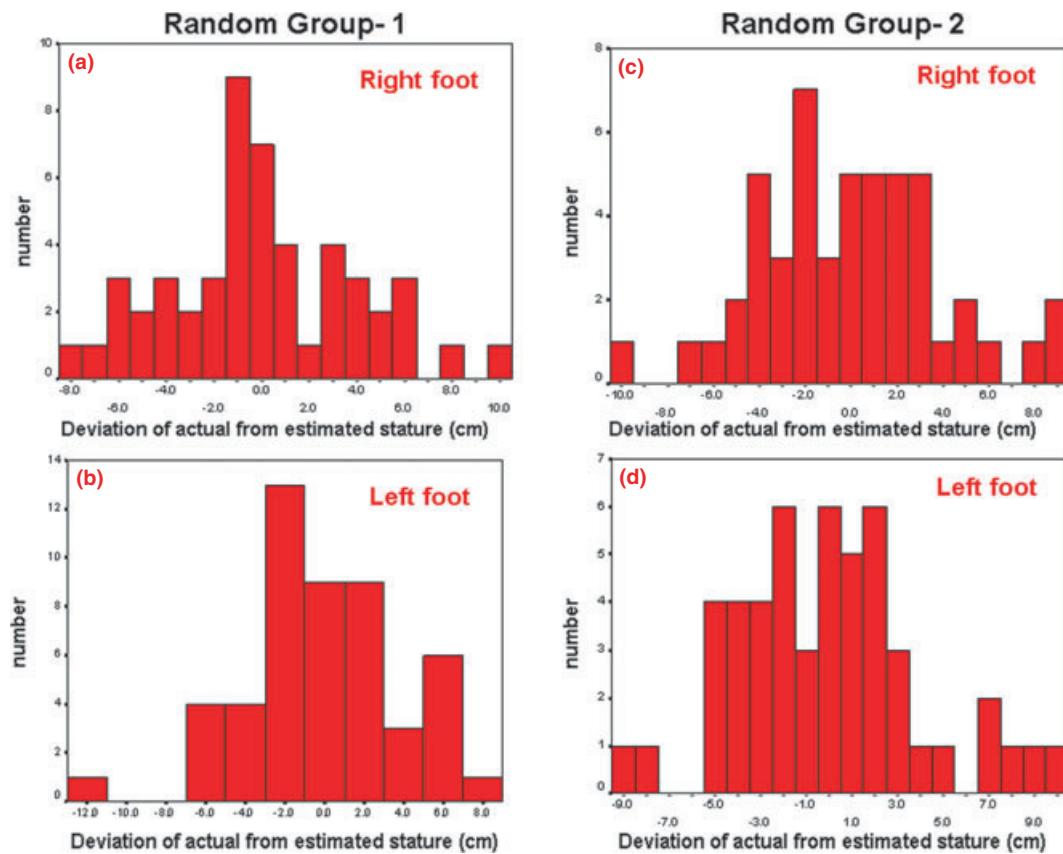 Random Group- 1
Random Group- 2
(a)
Right foot
number
10
8
6
4
2
0
-8.0 -4.0 0.0 4.0 8.0
-6.0 -2.0 2.0 6.0 10.0
Deviation of actual from estimated stature (cm)
(c)
Right foot
number
8
6
4
2
0
-10.0 -6.0 -2.0 2.0 6.0
-8.0 -4.0 0.0 4.0 8.0
Deviation of actual from estimated stature (cm)
(b)
Left foot
number
14
12
10
8
6
4
2
0
-12.0 -10.0 -8.0 -6.0 -4.0 -2.0 0.0 2.0 4.0 6.0 8.0
Deviation of actual from estimated stature (cm)
(d)
Left foot
number
7
6
5
4
3
2
1
0
-9.0 -5.0 -1.0 3.0 7.0
-7.0 -3.0 1.0 5.0 9.0
Deviation of actual from estimated stature (cm)